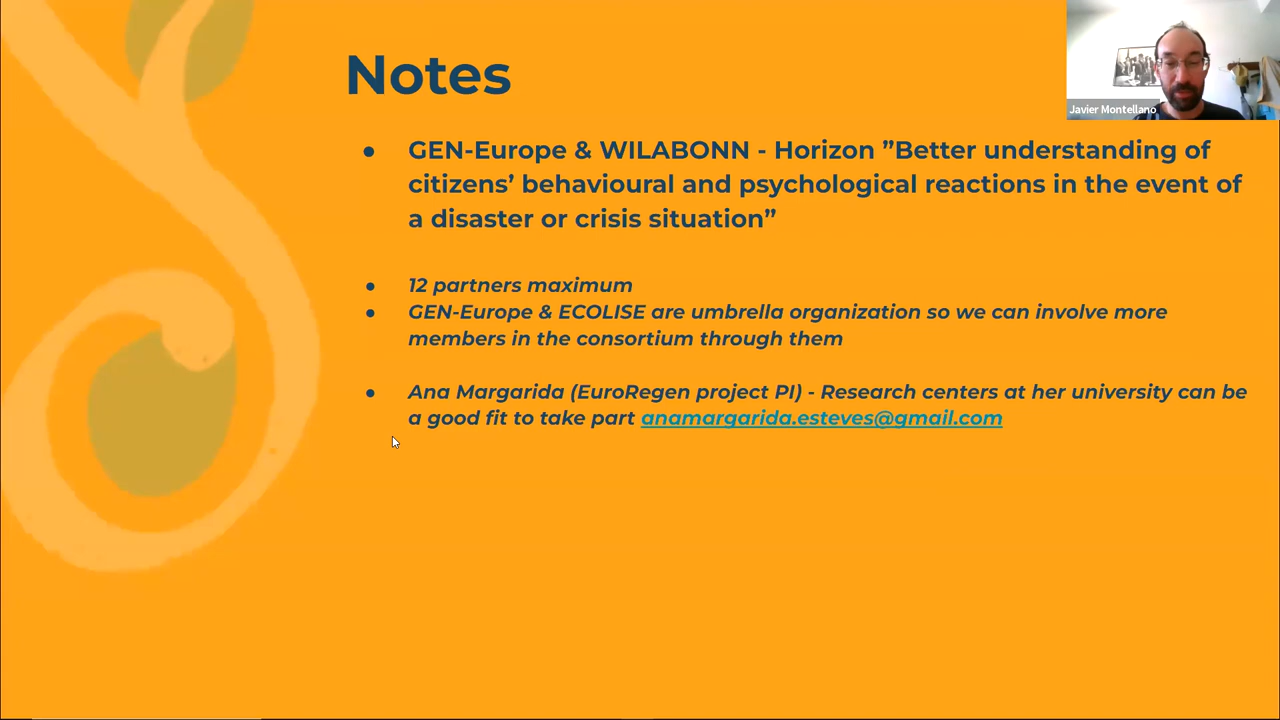 Notes
Javier Montellano
● GEN-Europe & WILABONN - Horizon ”Better understanding of
citizens’ behavioural and psychological reactions in the event of
a disaster or crisis situation”
● 12 partners maximum
● GEN-Europe & ECOLISE are umbrella organization so we can involve more
members in the consortium through them
● Ana Margarida (EuroRegen project PI) - Research centers at her university can be
a good fit to take part anamargarida.esteves@gmail.com